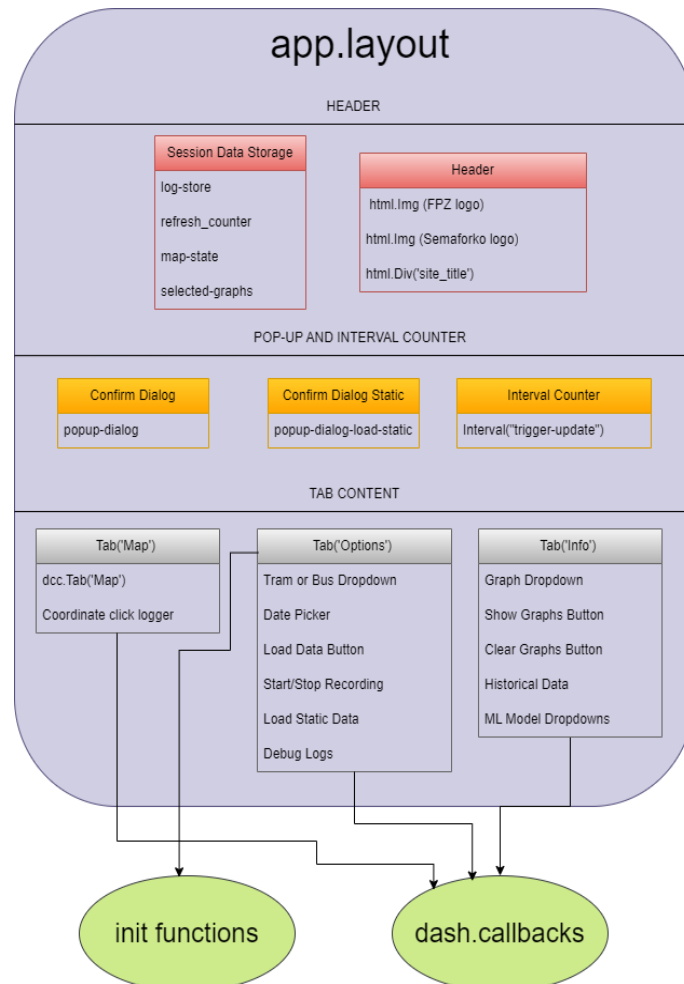 app.layout
HEADER
Session Data Storage
log-store
refresh_counter
map-state
selected-graphs
Header
html.Img (FPZ logo)
html.Img (Semaforko logo)
html.Div('site_title')
POP-UP AND INTERVAL COUNTER
Confirm Dialog
popup-dialog
Confirm Dialog Static
popup-dialog-load-static
Interval Counter
Interval("trigger-update")
TAB CONTENT
Tab('Map')
dcc.Tab('Map')
Coordinate click logger
Tab('Options')
Tram or Bus Dropdown
Date Picker
Load Data Button
Start/Stop Recording
Load Static Data
Debug Logs
Tab('Info')
Graph Dropdown
Show Graphs Button
Clear Graphs Button
Historical Data
ML Model Dropdowns
init functions
dash.callbacks